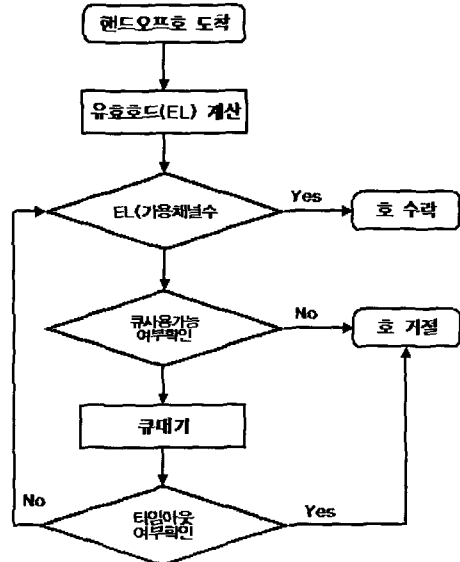 핸드오프호 도착
유효호드(EL) 계산
EL<가용채널수
Yes
호 수락
큐사용가능
여부확인
No
호 거절
큐대기
No
타임아웃
여부확인
Yes